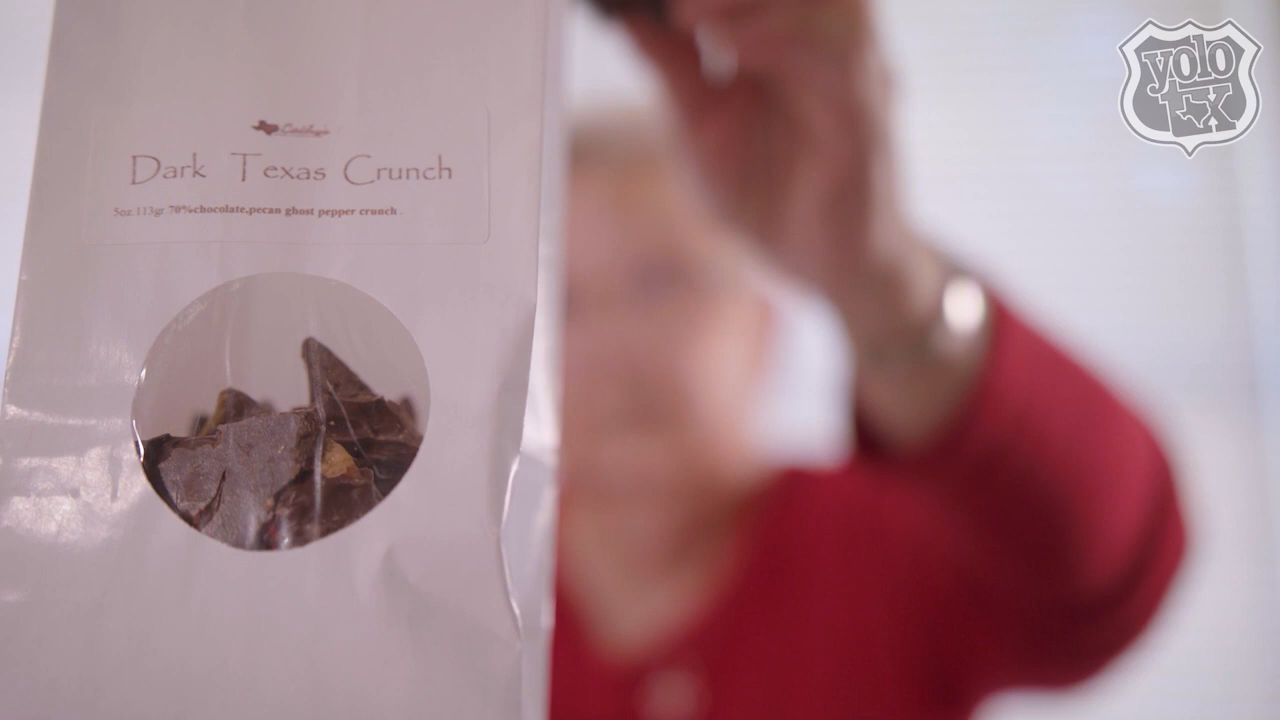 Dark Texas Crunch
5oz.113gr 70%chocolate,pecan ghost pepper crunch .
yolo
tx